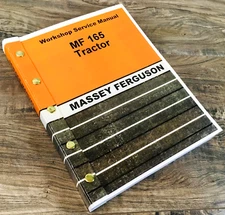 Workshop Service Manual
MF 165
Tractor
MASSEY FERGUSON